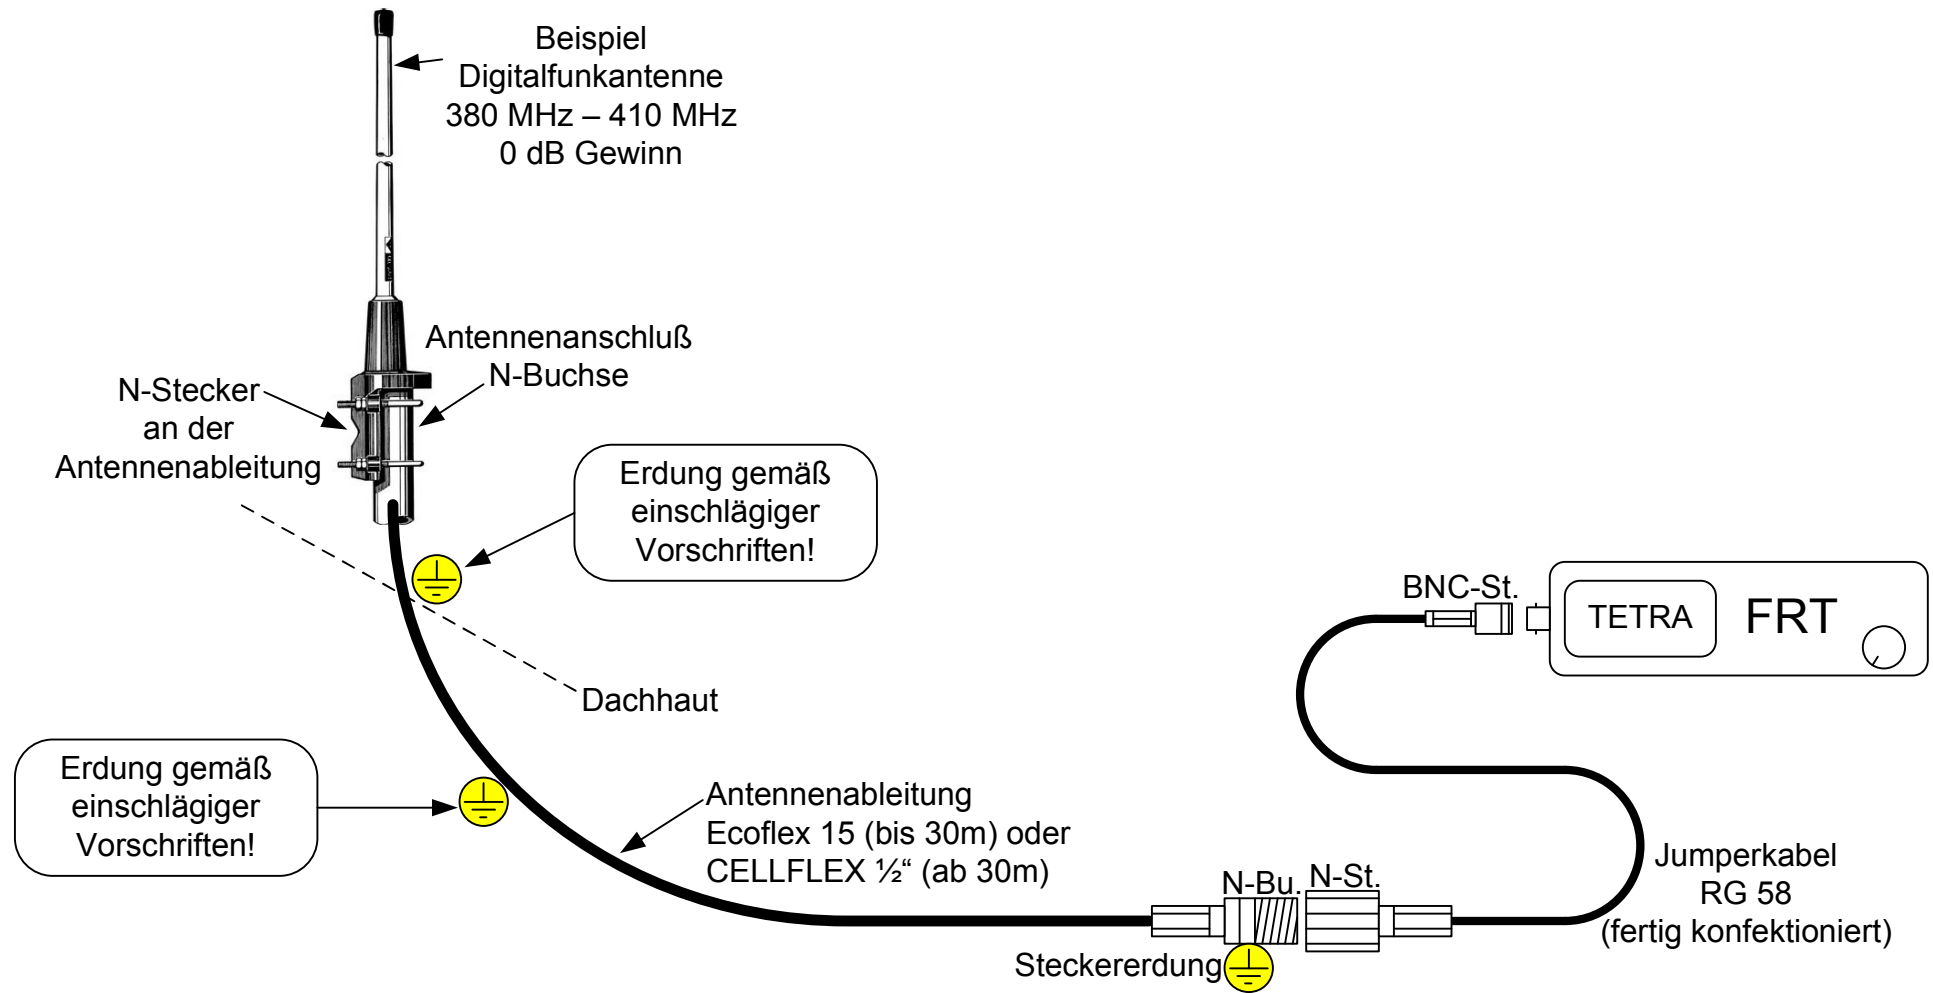 Beispiel
Digitalfunkantenne
380 MHz – 410 MHz
0 dB Gewinn
Antennenanschluß
N-Buchse
N-Stecker
an der
Antennenableitung
Erdung gemäß
einschlägiger
Vorschriften!
BNC-St.
TETRA
FRT
Dachhaut
Erdung gemäß
einschlägiger
Vorschriften!
Antennenableitung
Ecoflex 15 (bis 30m) oder
CELLFLEX ½“ (ab 30m)
N-Bu.
N-St.
Jumperkabel
RG 58
(fertig konfektioniert)
Steckererdung